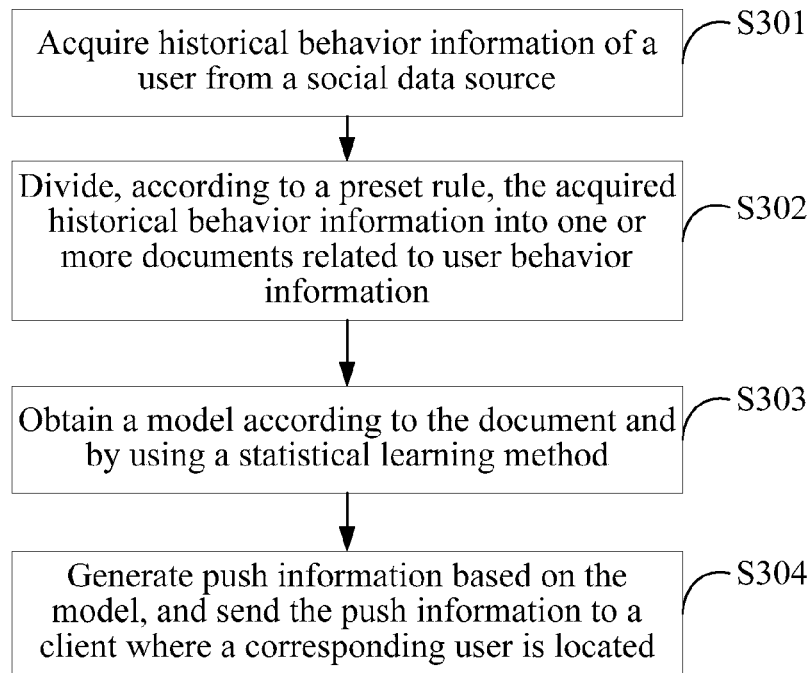 Acquire historical behavior information of a
user from a social data source
S301
Divide, according to a preset rule, the acquired
historical behavior information into one or
more documents related to user behavior
information
S302
Obtain a model according to the document and
by using a statistical learning method
S303
Generate push information based on the
model, and send the push information to a
client where a corresponding user is located
S304